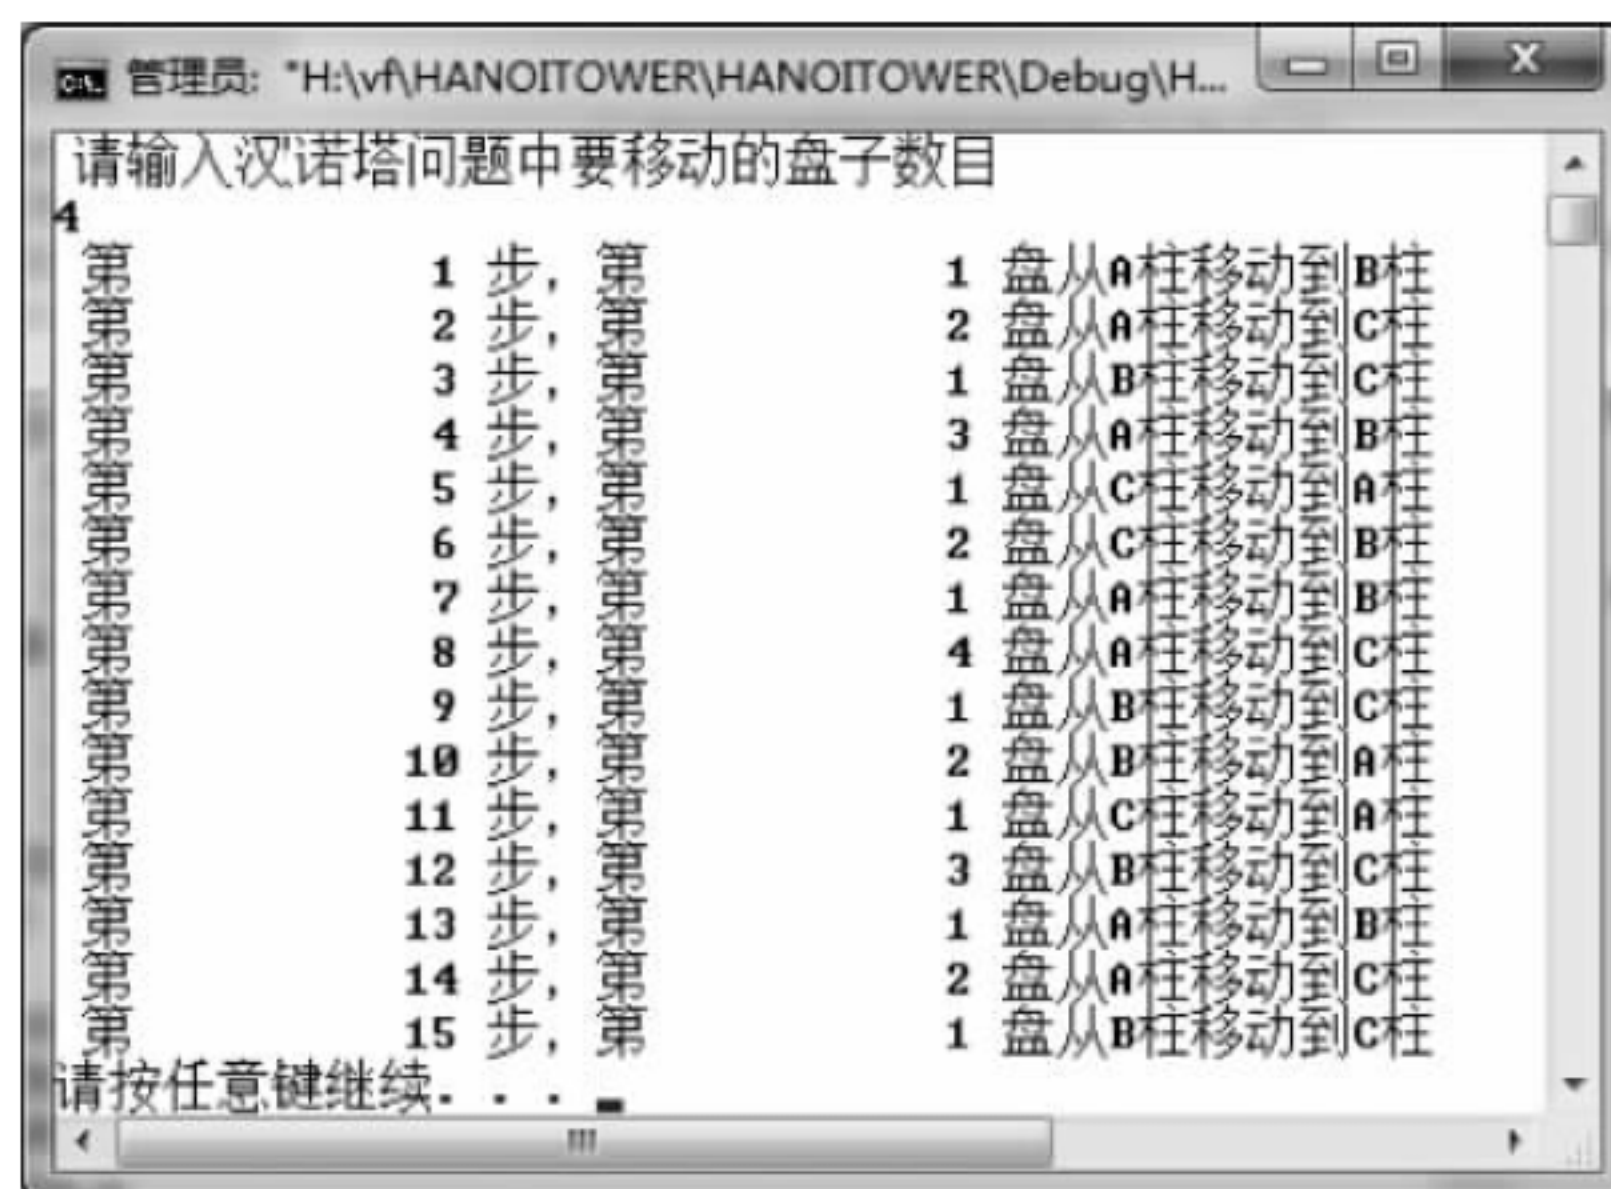 管理员: "H:\vf\HANOITOWER\HANOITOWER\Debug\H...
请输入汉诺塔问题中要移动的盘子数目
4
第 1 步，第 1 盘从A柱移动到B柱
第 2 步，第 2 盘从A柱移动到C柱
第 3 步，第 1 盘从B柱移动到C柱
第 4 步，第 3 盘从A柱移动到B柱
第 5 步，第 1 盘从C柱移动到A柱
第 6 步，第 2 盘从C柱移动到B柱
第 7 步，第 1 盘从A柱移动到B柱
第 8 步，第 4 盘从A柱移动到C柱
第 9 步，第 1 盘从B柱移动到C柱
第 10 步，第 2 盘从B柱移动到A柱
第 11 步，第 1 盘从C柱移动到A柱
第 12 步，第 3 盘从B柱移动到C柱
第 13 步，第 1 盘从A柱移动到B柱
第 14 步，第 2 盘从A柱移动到C柱
第 15 步，第 1 盘从B柱移动到C柱
请按任意键继续. . .